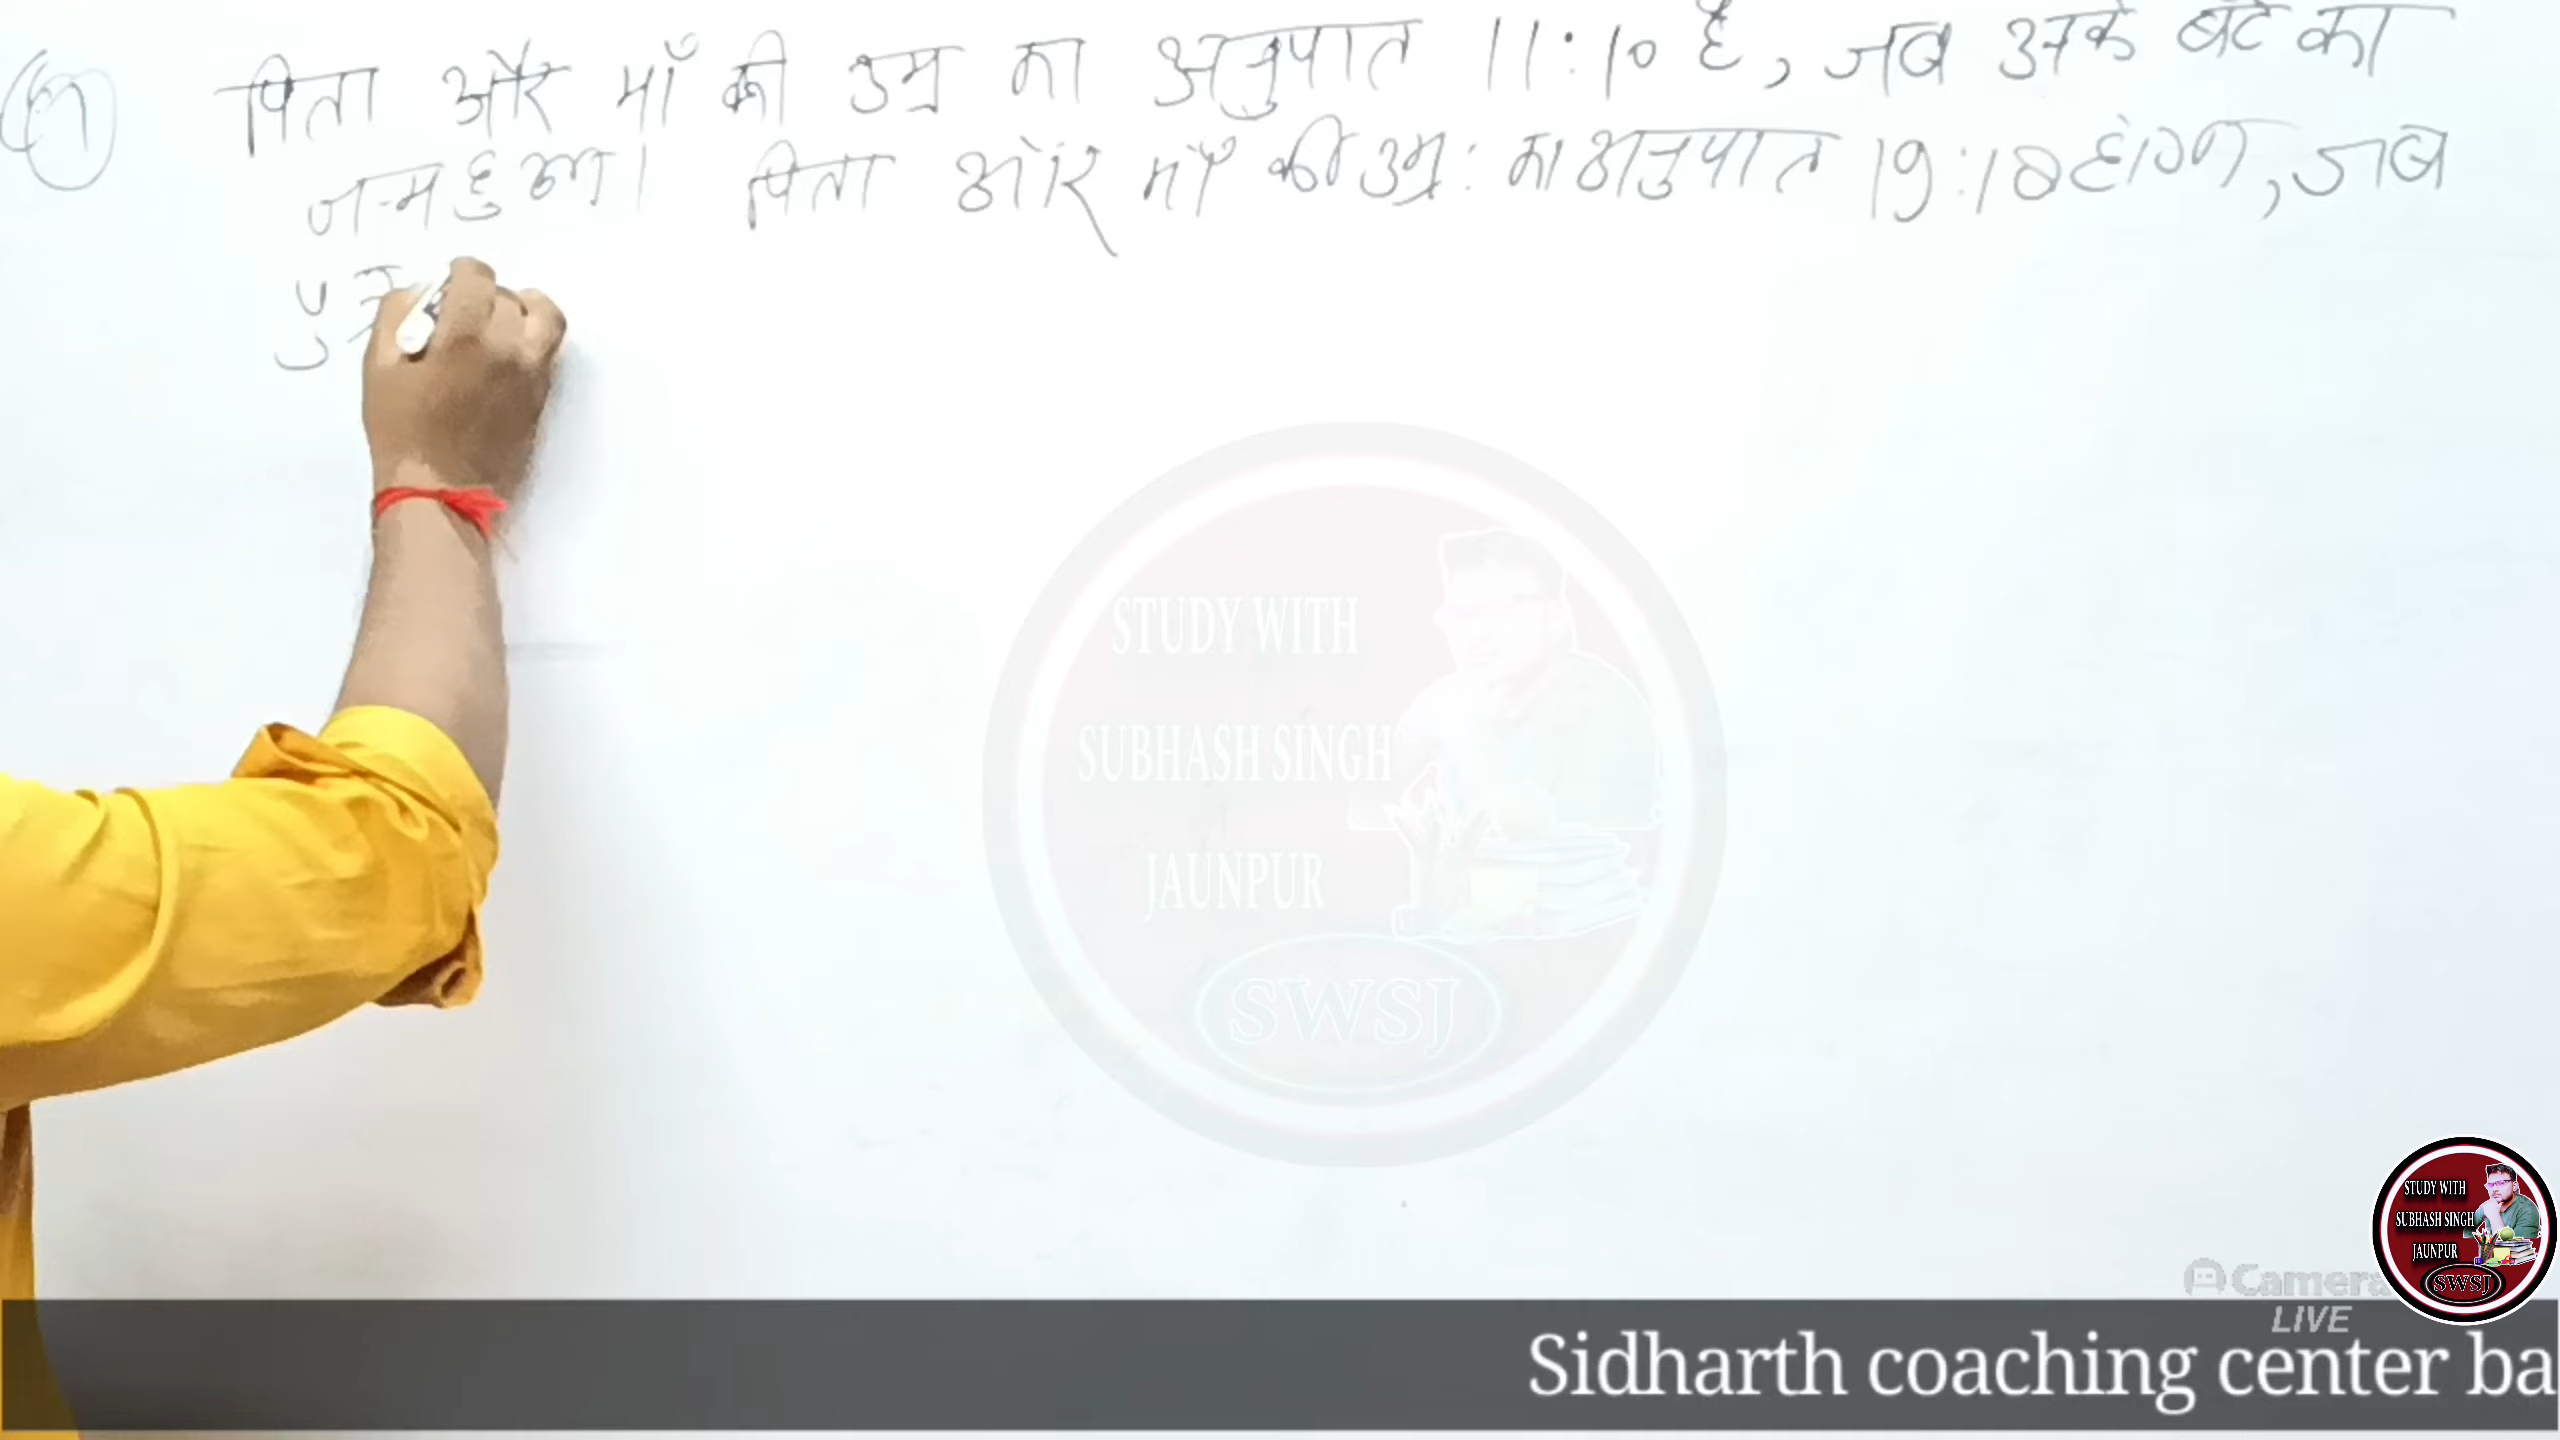 पिता और माँ की उम्र का अनुपात 11:10 है, जब उनके बेटे का
जन्म हुआ। पिता और माँ की उम्र: का अनुपात 19:18 होगा, जब
पुत्र
STUDY WITH
SUBHASH SINGH
JAUNPUR
SWSJ
STUDY WITH
SUBHASH SINGH
JAUNPUR
SWSJ
Camera
LIVE
Sidharth coaching center ba